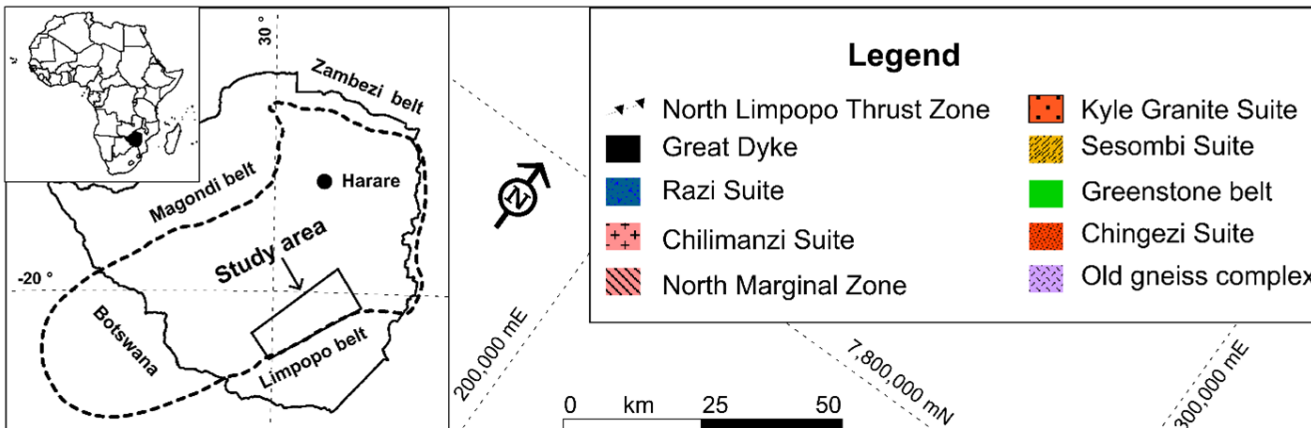 30 °
Zambezi belt
Harare
Magondi belt
Study area
-20 °
Botswana
Limpopo belt
N
200,000 mE
0 km 25 50
7,800,000 mN
300,000 mE
Legend
North Limpopo Thrust Zone
Great Dyke
Razi Suite
Chilimanzi Suite
North Marginal Zone
Kyle Granite Suite
Sesombi Suite
Greenstone belt
Chingezi Suite
Old gneiss complex